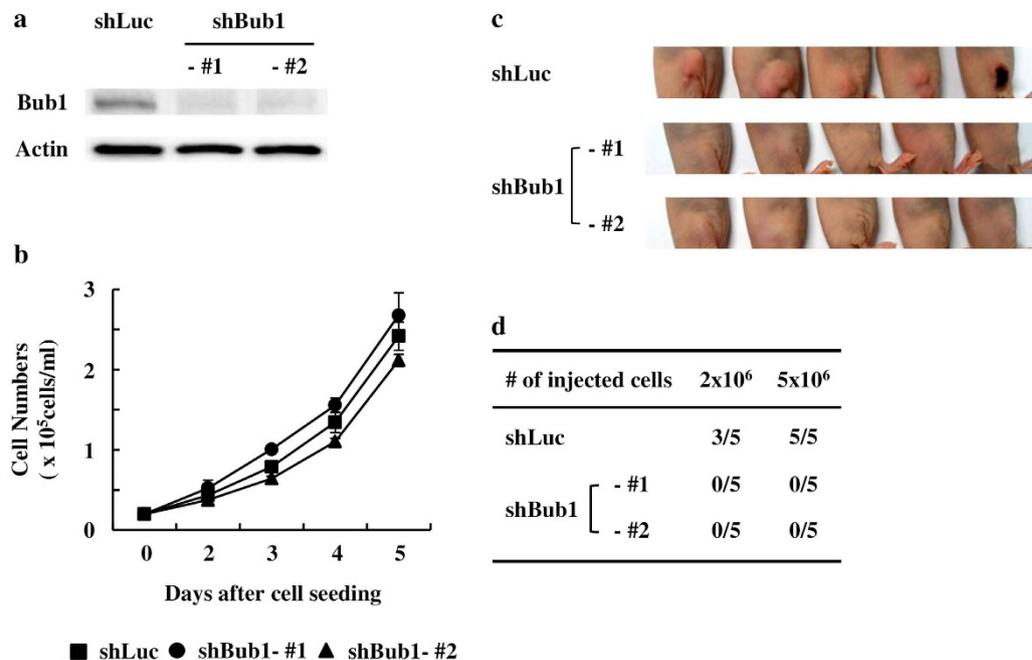 a
shLuc shBub1
- #1 - #2
Bub1
Actin
b
3
2
1
0
Cell Numbers
( x 10⁵cells/ml)
0 2 3 4 5
Days after cell seeding
shLuc shBub1- #1 shBub1- #2
c
shLuc
shBub1
- #1
- #2
d
# of injected cells 2x10⁶ 5x10⁶
shLuc 3/5 5/5
shBub1
- #1 0/5 0/5
- #2 0/5 0/5